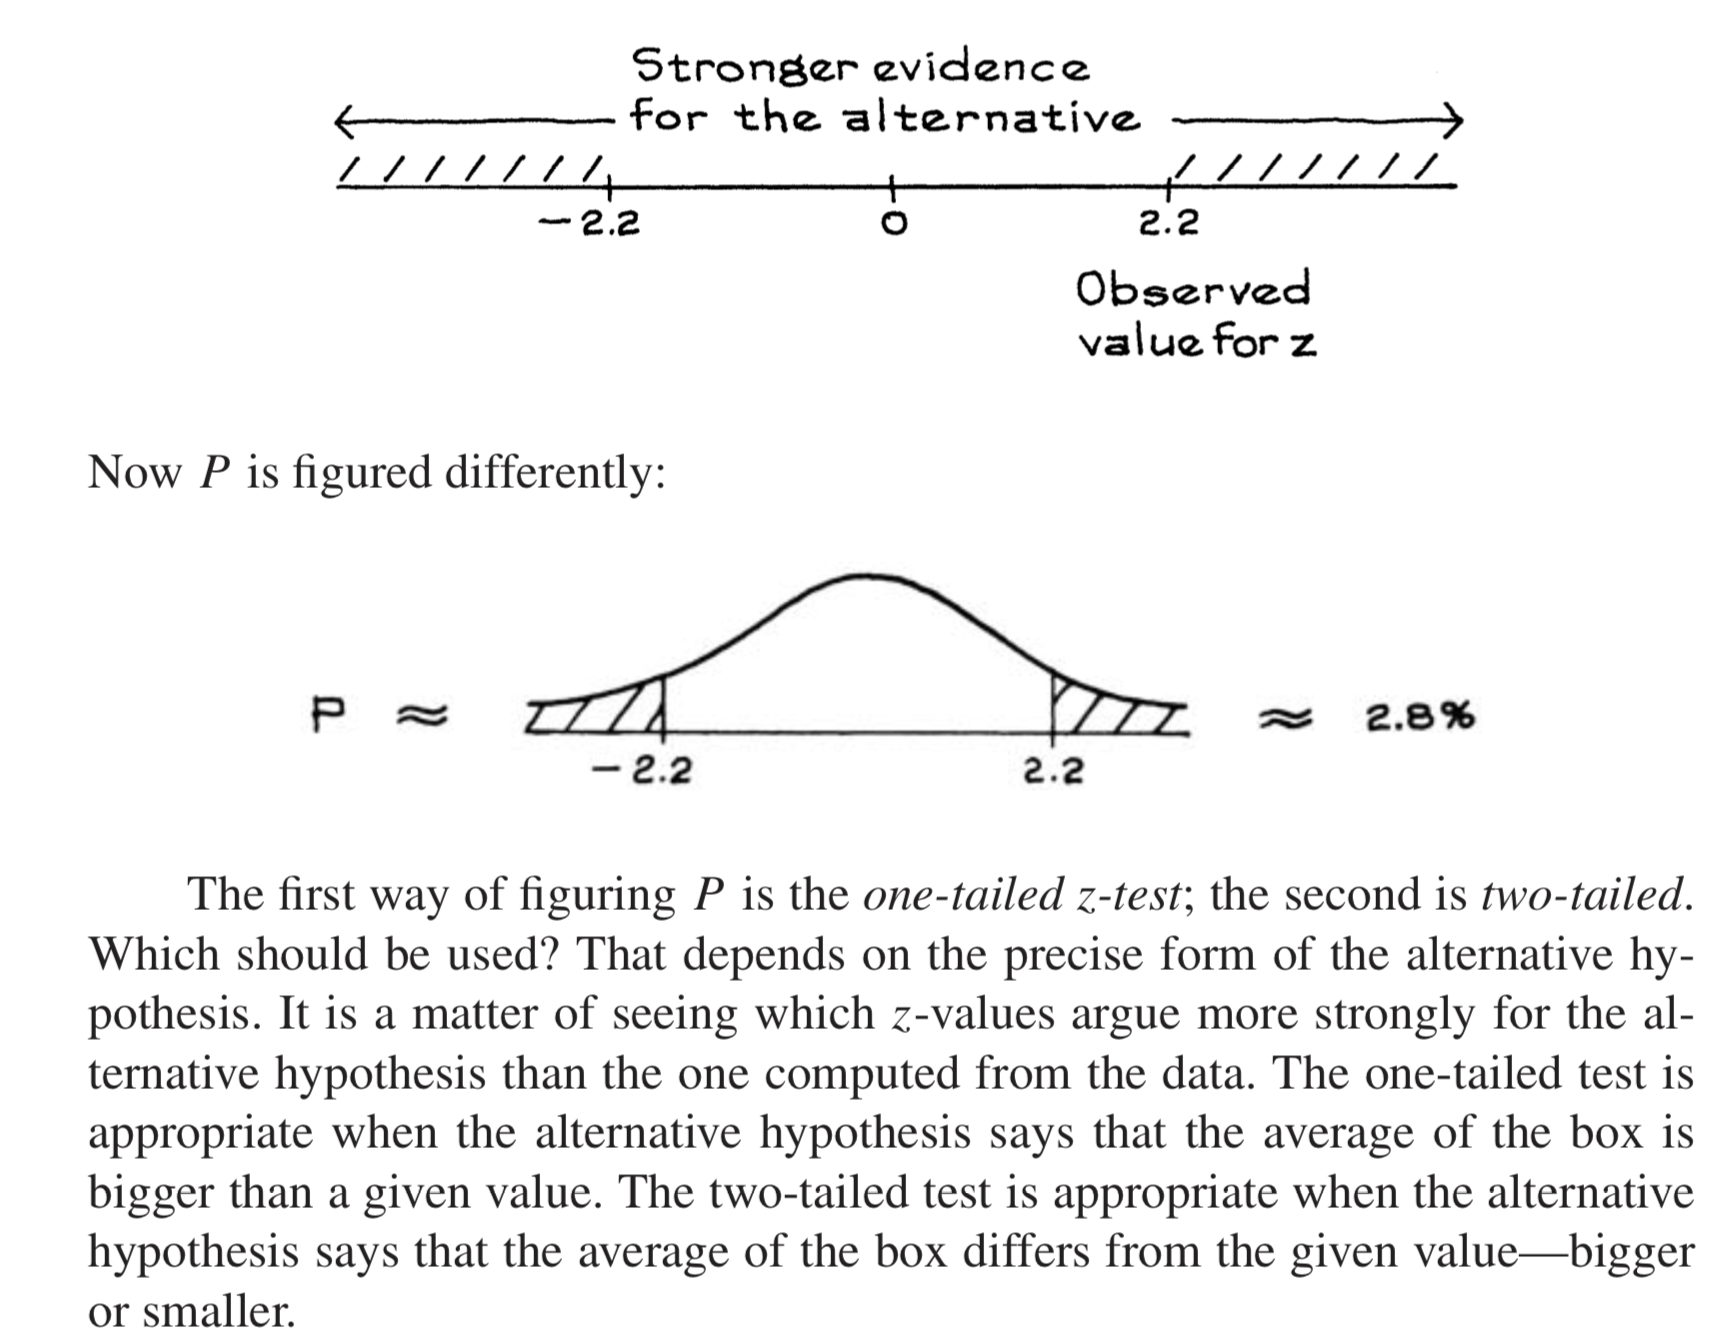 Stronger evidence
for the alternative
−2.2 0 2.2
Observed
value for z
Now P is figured differently:
P ≈ ≈ 2.8%
−2.2 2.2
The first way of figuring P is the one-tailed z-test; the second is two-tailed.
Which should be used? That depends on the precise form of the alternative hy-
pothesis. It is a matter of seeing which z-values argue more strongly for the al-
ternative hypothesis than the one computed from the data. The one-tailed test is
appropriate when the alternative hypothesis says that the average of the box is
bigger than a given value. The two-tailed test is appropriate when the alternative
hypothesis says that the average of the box differs from the given value—bigger
or smaller.